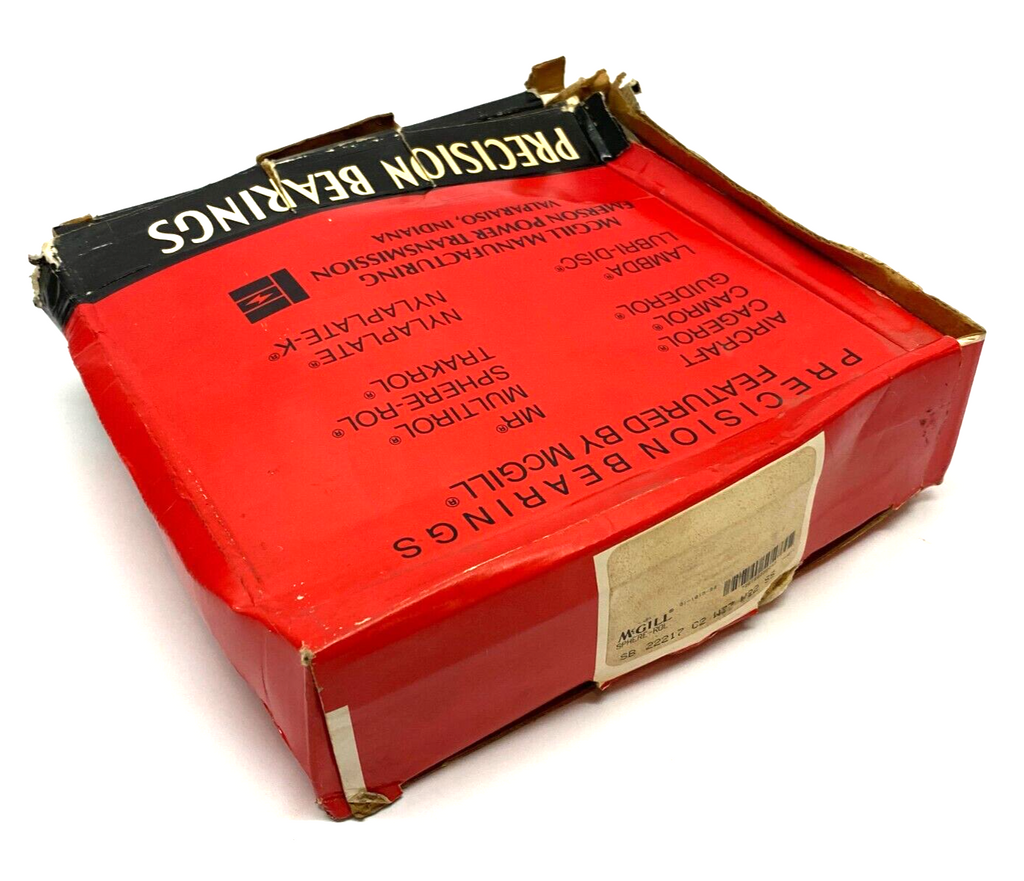 PRECISION BEARINGS
FEATURED BY McGILL®
AIRCRAFT
CAGEROL®
CAMROL®
GUIDEROL®
LAMBDA®
LUBRI-DISC®
MR®
MULTIROL®
SPHERE-ROL®
TRAKROL
NYLAPLATE®
NYLAPLATE-K®
MCGILL MANUFACTURING
EMERSON POWER TRANSMISSION
VALPARAISO, INDIANA
PRECISION BEARINGS
McGILL®
SPHERE-ROL
SB 22217 C2 W33 SS